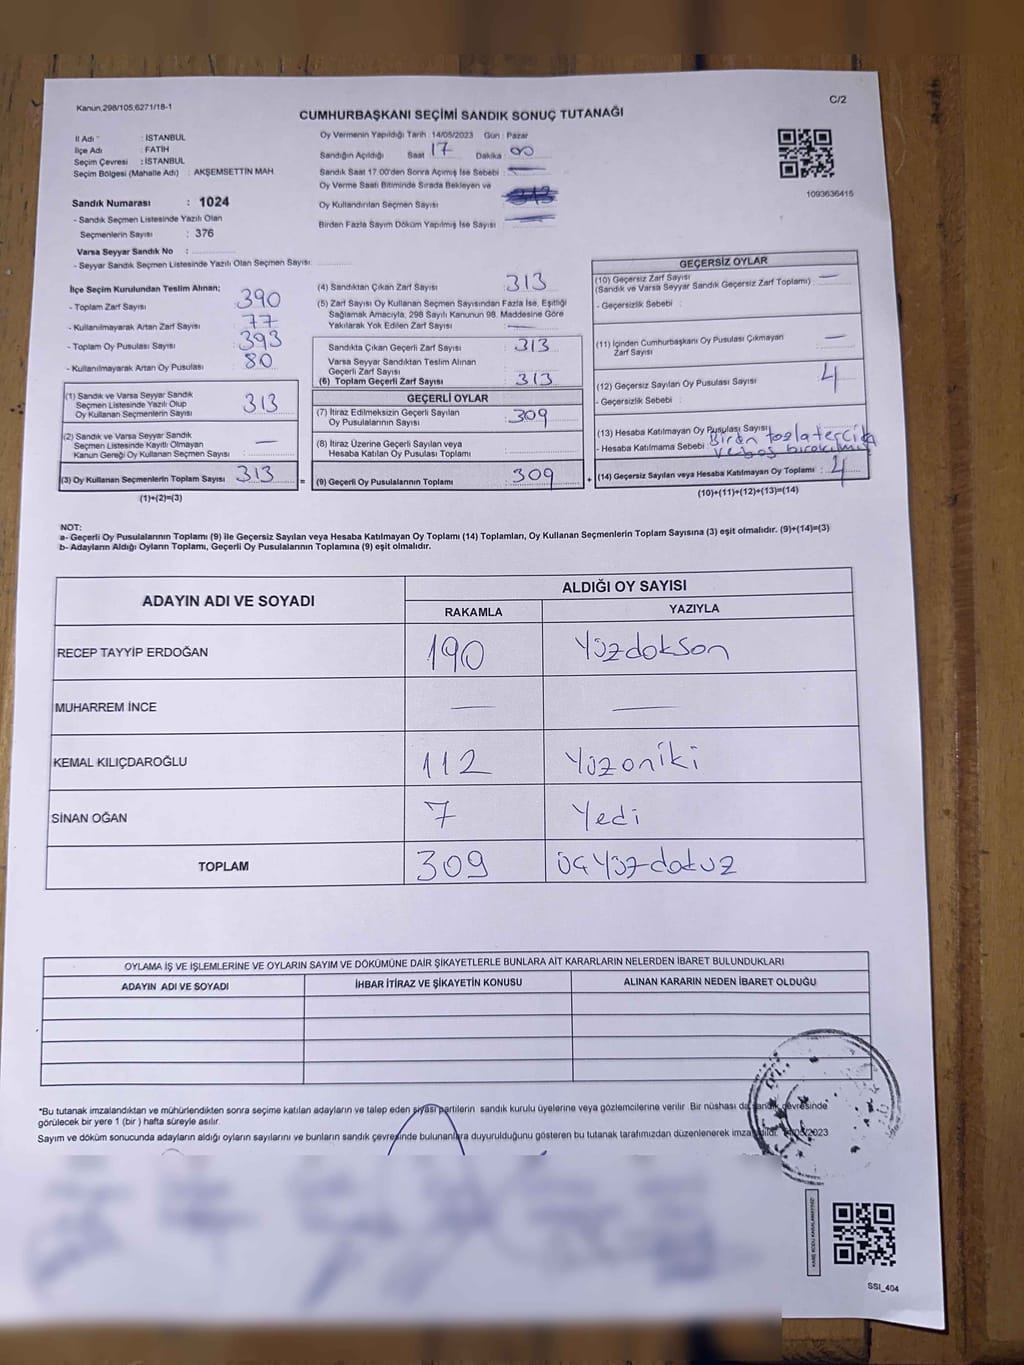 Kanun,298/105,6271/18-1
C/2
CUMHURBAŞKANI SEÇİMİ SANDIK SONUÇ TUTANAĞI
İl Adı : İSTANBUL
İlçe Adı : FATİH
Seçim Çevresi : İSTANBUL
Seçim Bölgesi (Mahalle Adı) : AKŞEMSETTİN MAH.
Sandık Numarası : 1024
- Sandık Seçmen Listesinde Yazılı Olan
Seçmenlerin Sayısı : 376
Varsa Seyyar Sandık No :
- Seyyar Sandık Seçmen Listesinde Yazılı Olan Seçmen Sayısı:
Oy Vermenin Yapıldığı Tarih : 14/05/2023 Gün : Pazar
Sandığın Açıldığı Saat 17 Dakika 00
Sandık Saat 17.00'den Sonra Açımış İse Sebebi :
Oy Verme Saati Bitiminde Sırada Bekleyen ve
Oy Kullandırılan Seçmen Sayısı
Birden Fazla Sayım Döküm Yapılmış İse Sayısı :
1093636415
İlçe Seçim Kurulundan Teslim Alınan;
- Toplam Zarf Sayısı 390
- Kullanılmayarak Artan Zarf Sayısı 77
- Toplam Oy Pusulası Sayısı : 393
- Kullanılmayarak Artan Oy Pusulası : 80
(1) Sandık ve Varsa Seyyar Sandık
Seçmen Listesinde Yazılı Olup
Oy Kullanan Seçmenlerin Sayısı 313
(2) Sandık ve Varsa Seyyar Sandık
Seçmen Listesinde Kayıtlı Olmayan
Kanun Gereği Oy Kullanan Seçmen Sayısı : —
(3) Oy Kullanan Seçmenlerin Toplam Sayısı 313
(1)+(2)=(3)
=
(4) Sandıktan Çıkan Zarf Sayısı : 313
(5) Zarf Sayısı Oy Kullanan Seçmen Sayısından Fazla İse, Eşitliği
Sağlamak Amacıyla, 298 Sayılı Kanunun 98. Maddesine Göre
Yakılarak Yok Edilen Zarf Sayısı : —
Sandıkta Çıkan Geçerli Zarf Sayısı : 313
Varsa Seyyar Sandıktan Teslim Alınan
Geçerli Zarf Sayısı :
(6) Toplam Geçerli Zarf Sayısı : 313
GEÇERLİ OYLAR
(7) İtiraz Edilmeksizin Geçerli Sayılan
Oy Pusulasının Sayısı : 309
(8) İtiraz Üzerine Geçerli Sayılan veya
Hesaba Katılan Oy Pusulası Toplamı :
(9) Geçerli Oy Pusulalarının Toplamı : 309
+
GEÇERSİZ OYLAR
(10) Geçersiz Zarf Sayısı
(Sandık ve Varsa Seyyar Sandık Geçersiz Zarf Toplamı) : —
- Geçersizlik Sebebi :
(11) İçinden Cumhurbaşkanı Oy Pusulası Çıkmayan
Zarf Sayısı : —
(12) Geçersiz Sayılan Oy Pusulası Sayısı : 4
- Geçersizlik Sebebi :
(13) Hesaba Katılmayan Oy Pusulası Sayısı
- Hesaba Katılmama Sebebi : Birden fazla tercih
ve boş bırakılmış
(14) Geçersiz Sayılan veya Hesaba Katılmayan Oy Toplamı : 4
(10)+(11)+(12)+(13)=(14)
NOT:
a- Geçerli Oy Pusulasının Toplamı (9) ile Geçersiz Sayılan veya Hesaba Katılmayan Oy Toplamı (14) Toplamları, Oy Kullanan Seçmenlerin Toplam Sayısına (3) eşit olmalıdır. (9)+(14)=(3)
b- Adayların Aldığı Oyların Toplamı, Geçerli Oy Pusulalarının Toplamına (9) eşit olmalıdır.
ADAYIN ADI VE SOYADI
ALDIĞI OY SAYISI
RAKAMLA YAZIYLA
RECEP TAYYİP ERDOĞAN 190 Yüzdokson
MUHARREM İNCE — —
KEMAL KILIÇDAROĞLU 112 Yüzoniki
SİNAN OĞAN 7 Yedi
TOPLAM 309 üçyüzdokuz
OYLAMA İŞ VE İŞLEMLERİNE VE OYLARIN SAYIM VE DÖKÜMÜNE DAİR ŞİKAYETLERLE BUNLARA AİT KARARLARIN NELERDEN İBARET BULUNDUKLARI
ADAYIN ADI VE SOYADI İHBAR İTİRAZ VE ŞİKAYETİN KONUSU ALINAN KARARIN NEDEN İBARET OLDUĞU
*Bu tutanak imzalandıktan ve mühürlendikten sonra seçime katılan adayların ve talep eden siyasi partilerin sandık kurulu üyelerine veya gözlemcilerine verilir. Bir nüshası da sandık çevresinde
görülecek bir yere 1 (bir ) hafta süreyle asılır.
Sayım ve döküm sonucunda adayların aldığı oyların sayılarını ve bunların sandık çevresinde bulunanlara duyurulduğunu gösteren bu tutanak tarafımızdan düzenlenerek imza
SSI_404